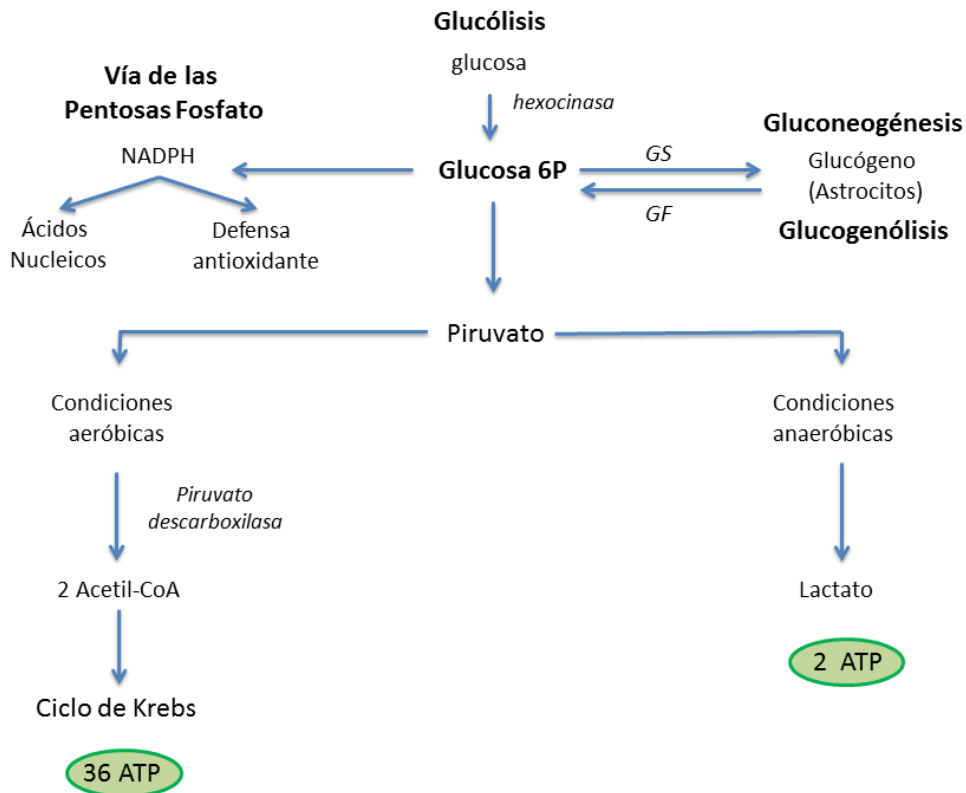 Glucólisis
glucosa
hexocinasa
Vía de las
Pentosas Fosfato
NADPH
Ácidos
Nucleicos
Defensa
antioxidante
Glucosa 6P
GS
GF
Gluconeogénesis
Glucógeno
(Astrocitos)
Glucogenólisis
Piruvato
Condiciones
aeróbicas
Piruvato
descarboxilasa
2 Acetil-CoA
Ciclo de Krebs
36 ATP
Condiciones
anaeróbicas
Lactato
2 ATP